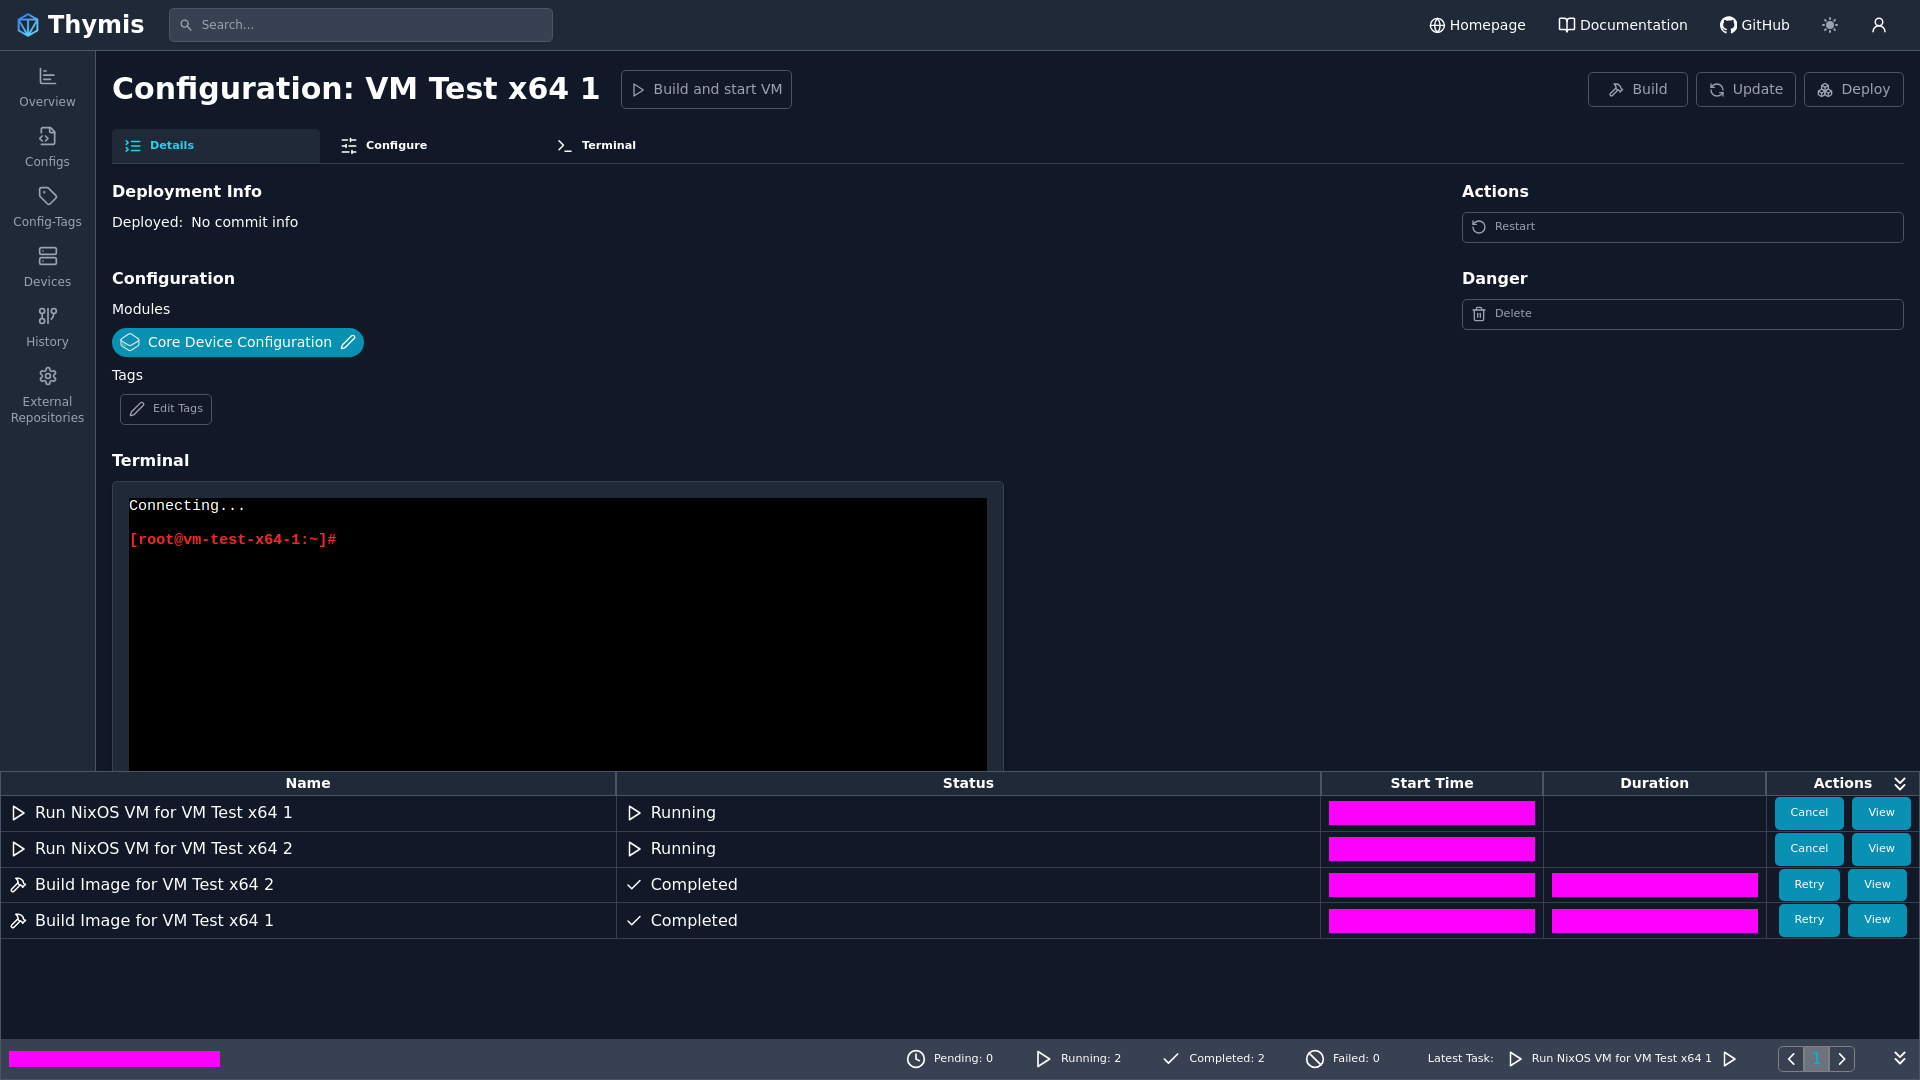 Thymis
Search...
Homepage
Documentation
GitHub
Overview
Configs
Config-Tags
Devices
History
External
Repositories
Configuration: VM Test x64 1
Build and start VM
Build
Update
Deploy
Details
Configure
Terminal
Deployment Info
Deployed: No commit info
Configuration
Modules
Core Device Configuration
Tags
Edit Tags
Actions
Restart
Danger
Delete
Terminal
Connecting...
[root@vm-test-x64-1:~]#
Name Status Start Time Duration Actions
Run NixOS VM for VM Test x64 1 Running Cancel View
Run NixOS VM for VM Test x64 2 Running Cancel View
Build Image for VM Test x64 2 Completed Retry View
Build Image for VM Test x64 1 Completed Retry View
Pending: 0 Running: 2 Completed: 2 Failed: 0 Latest Task: Run NixOS VM for VM Test x64 1 1